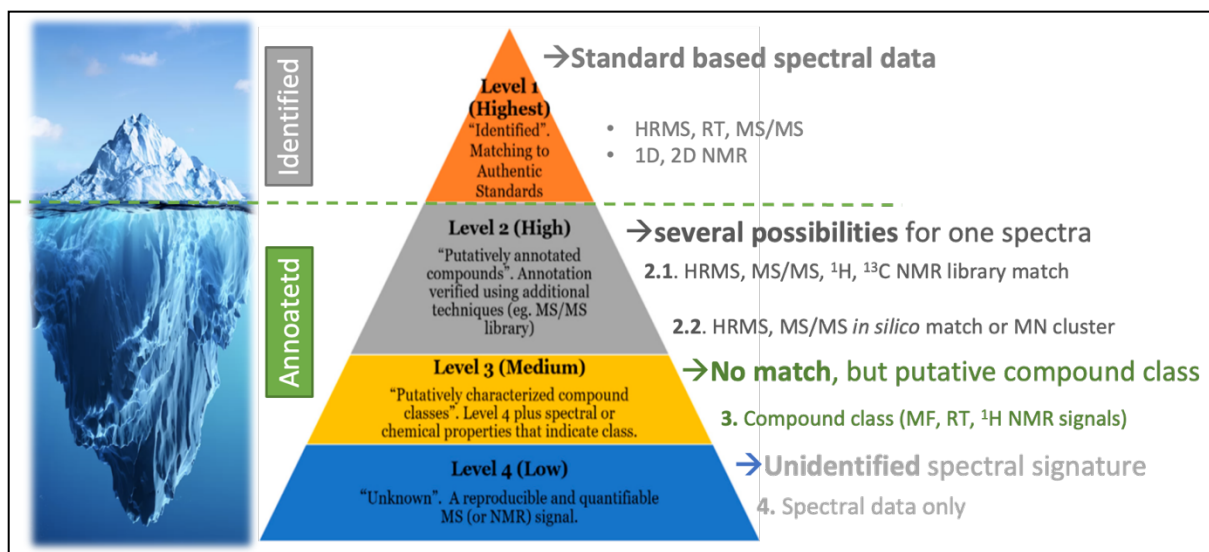 Identified
Level 1
(Highest)
“Identified”.
Matching to
Authentic
Standards
→Standard based spectral data
• HRMS, RT, MS/MS
• 1D, 2D NMR
Annoatetd
Level 2 (High)
“Putatively annotated
compounds”. Annotation
verified using additional
techniques (eg. MS/MS
library)
→several possibilities for one spectra
2.1. HRMS, MS/MS, ¹H, ¹³C NMR library match
2.2. HRMS, MS/MS in silico match or MN cluster
Level 3 (Medium)
“Putatively characterized compound
classes”. Level 4 plus spectral or
chemical properties that indicate class.
→No match, but putative compound class
3. Compound class (MF, RT, ¹H NMR signals)
Level 4 (Low)
“Unknown”. A reproducible and quantifiable
MS (or NMR) signal.
→Unidentified spectral signature
4. Spectral data only